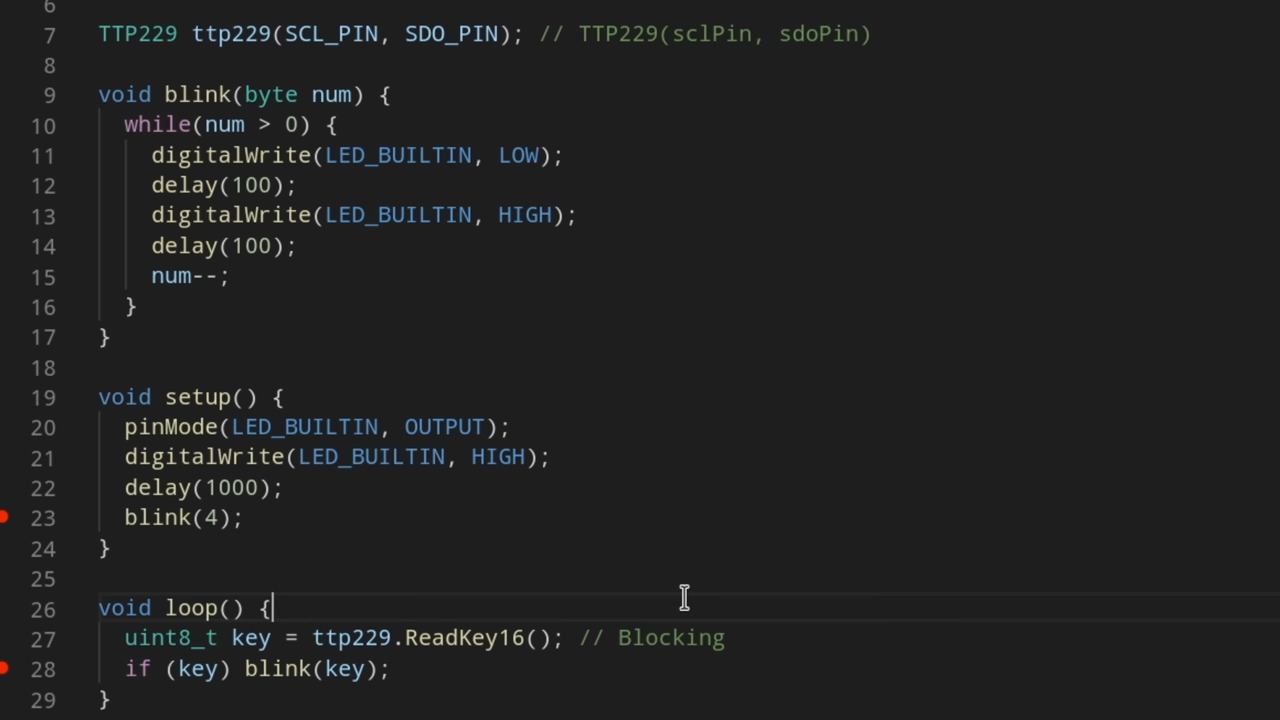 6
7 TTP229 ttp229(SCL_PIN, SDO_PIN); // TTP229(sclPin, sdoPin)
8
9 void blink(byte num) {
10 while(num > 0) {
11 digitalWrite(LED_BUILTIN, LOW);
12 delay(100);
13 digitalWrite(LED_BUILTIN, HIGH);
14 delay(100);
15 num--;
16 }
17 }
18
19 void setup() {
20 pinMode(LED_BUILTIN, OUTPUT);
21 digitalWrite(LED_BUILTIN, HIGH);
22 delay(1000);
23 blink(4);
24 }
25
26 void loop() {
27 uint8_t key = ttp229.ReadKey16(); // Blocking
28 if (key) blink(key);
29 }